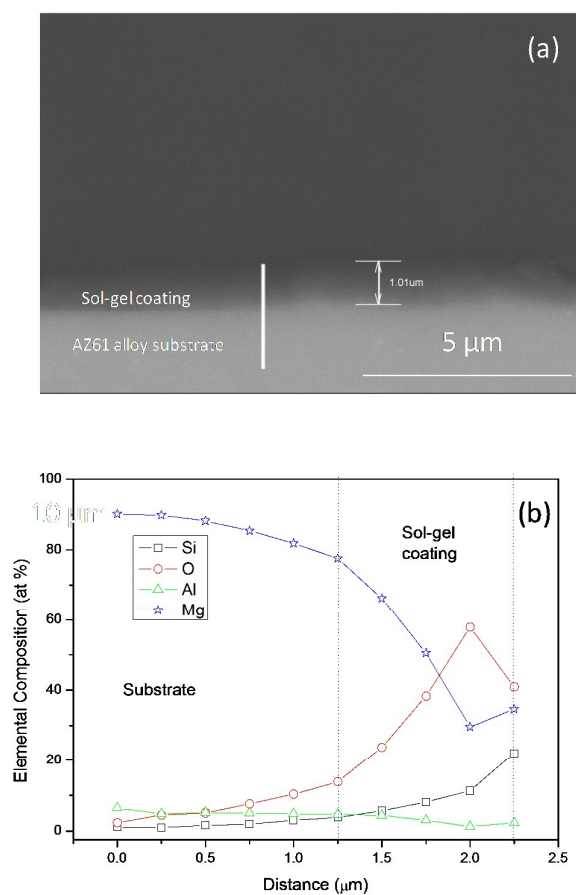 (a)
1.01um
Sol-gel coating
AZ61 alloy substrate
5 µm
100
1.0 µm
(b)
80
Sol-gel
coating
Si
O
Al
Mg
60
Substrate
40
20
0
Elemental Composition (at %)
0.0 0.5 1.0 1.5 2.0 2.5
Distance (µm)